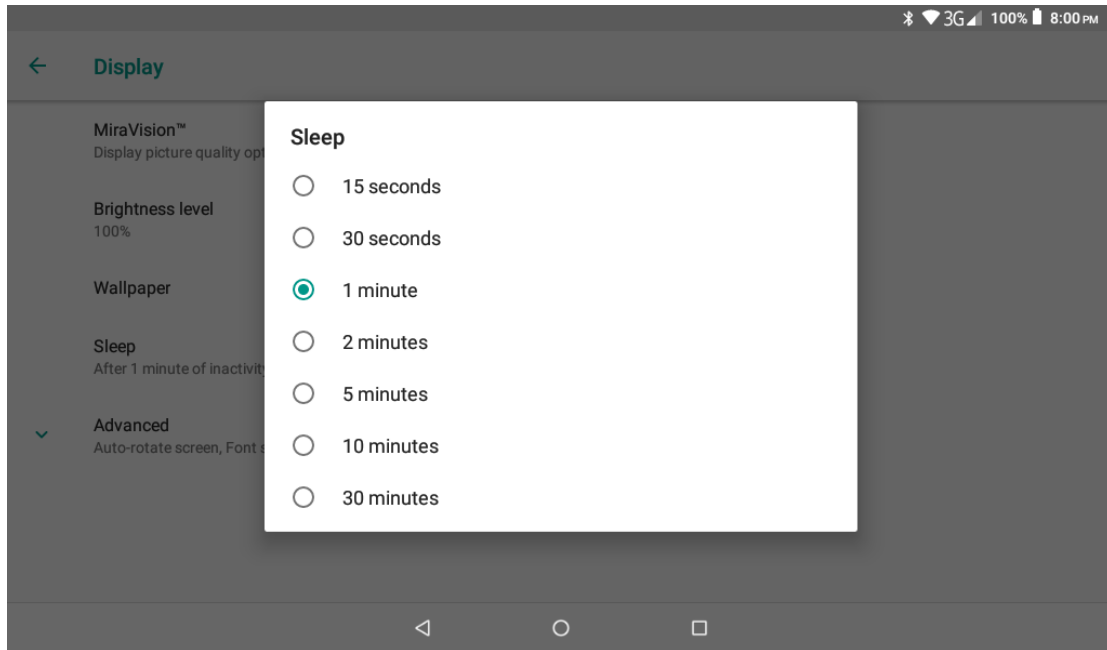 3G 100% 8:00 PM
Display
MiraVision™
Display picture quality opt
Brightness level
100%
Wallpaper
Sleep
After 1 minute of inactivit
Advanced
Auto-rotate screen, Font s
Sleep
15 seconds
30 seconds
1 minute
2 minutes
5 minutes
10 minutes
30 minutes